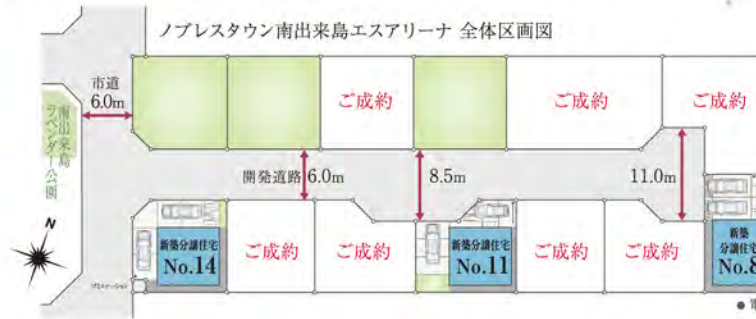 ノブレスタウン南出来島エスアリーナ 全体区画図
市道
6.0m
ご成約
ご成約
ご成約
南出来島
ラベンダー公園
開発道路 6.0m
8.5m
11.0m
N
新築分譲住宅
No.14
ご成約
ご成約
新築分譲住宅
No.11
ご成約
ご成約
新築
分譲住宅
No.8